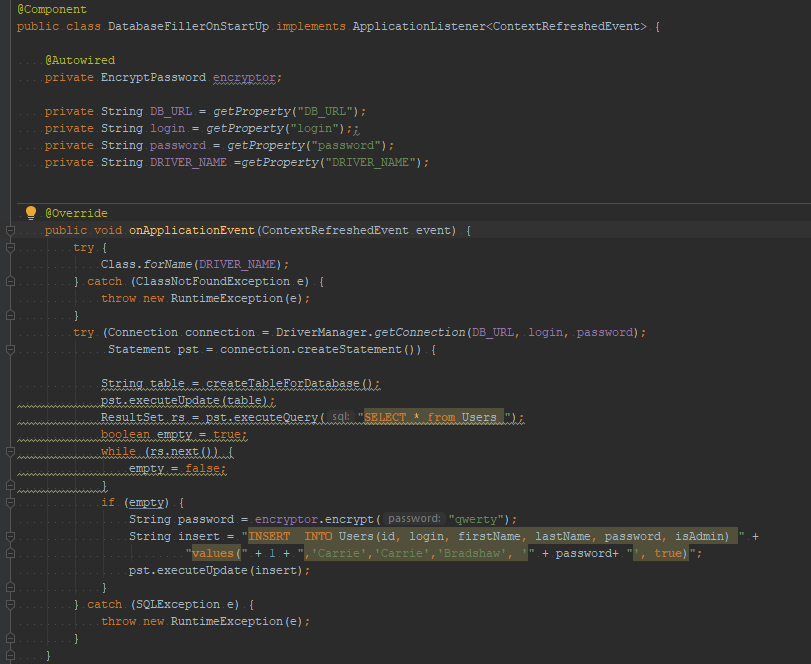 @Component
public class DatabaseFillerOnStartUp implements ApplicationListener<ContextRefreshedEvent> {
@Autowired
private EncryptPassword encryptor;
private String DB_URL = getProperty("DB_URL");
private String login = getProperty("login");;
private String password = getProperty("password");
private String DRIVER_NAME =getProperty("DRIVER_NAME");
@Override
public void onApplicationEvent(ContextRefreshedEvent event) {
try {
Class.forName(DRIVER_NAME);
} catch (ClassNotFoundException e) {
throw new RuntimeException(e);
}
try (Connection connection = DriverManager.getConnection(DB_URL, login, password);
Statement pst = connection.createStatement()) {
String table = createTableForDatabase();
pst.executeUpdate(table);
ResultSet rs = pst.executeQuery( sql: "SELECT * from Users ");
boolean empty = true;
while (rs.next()) {
empty = false;
}
if (empty) {
String password = encryptor.encrypt( password: "qwerty");
String insert = "INSERT  INTO Users(id, login, firstName, lastName, password, isAdmin) " +
"values(" + 1 + ",'Carrie','Carrie','Bradshaw', '" + password+ "', true)";
pst.executeUpdate(insert);
}
} catch (SQLException e) {
throw new RuntimeException(e);
}
}